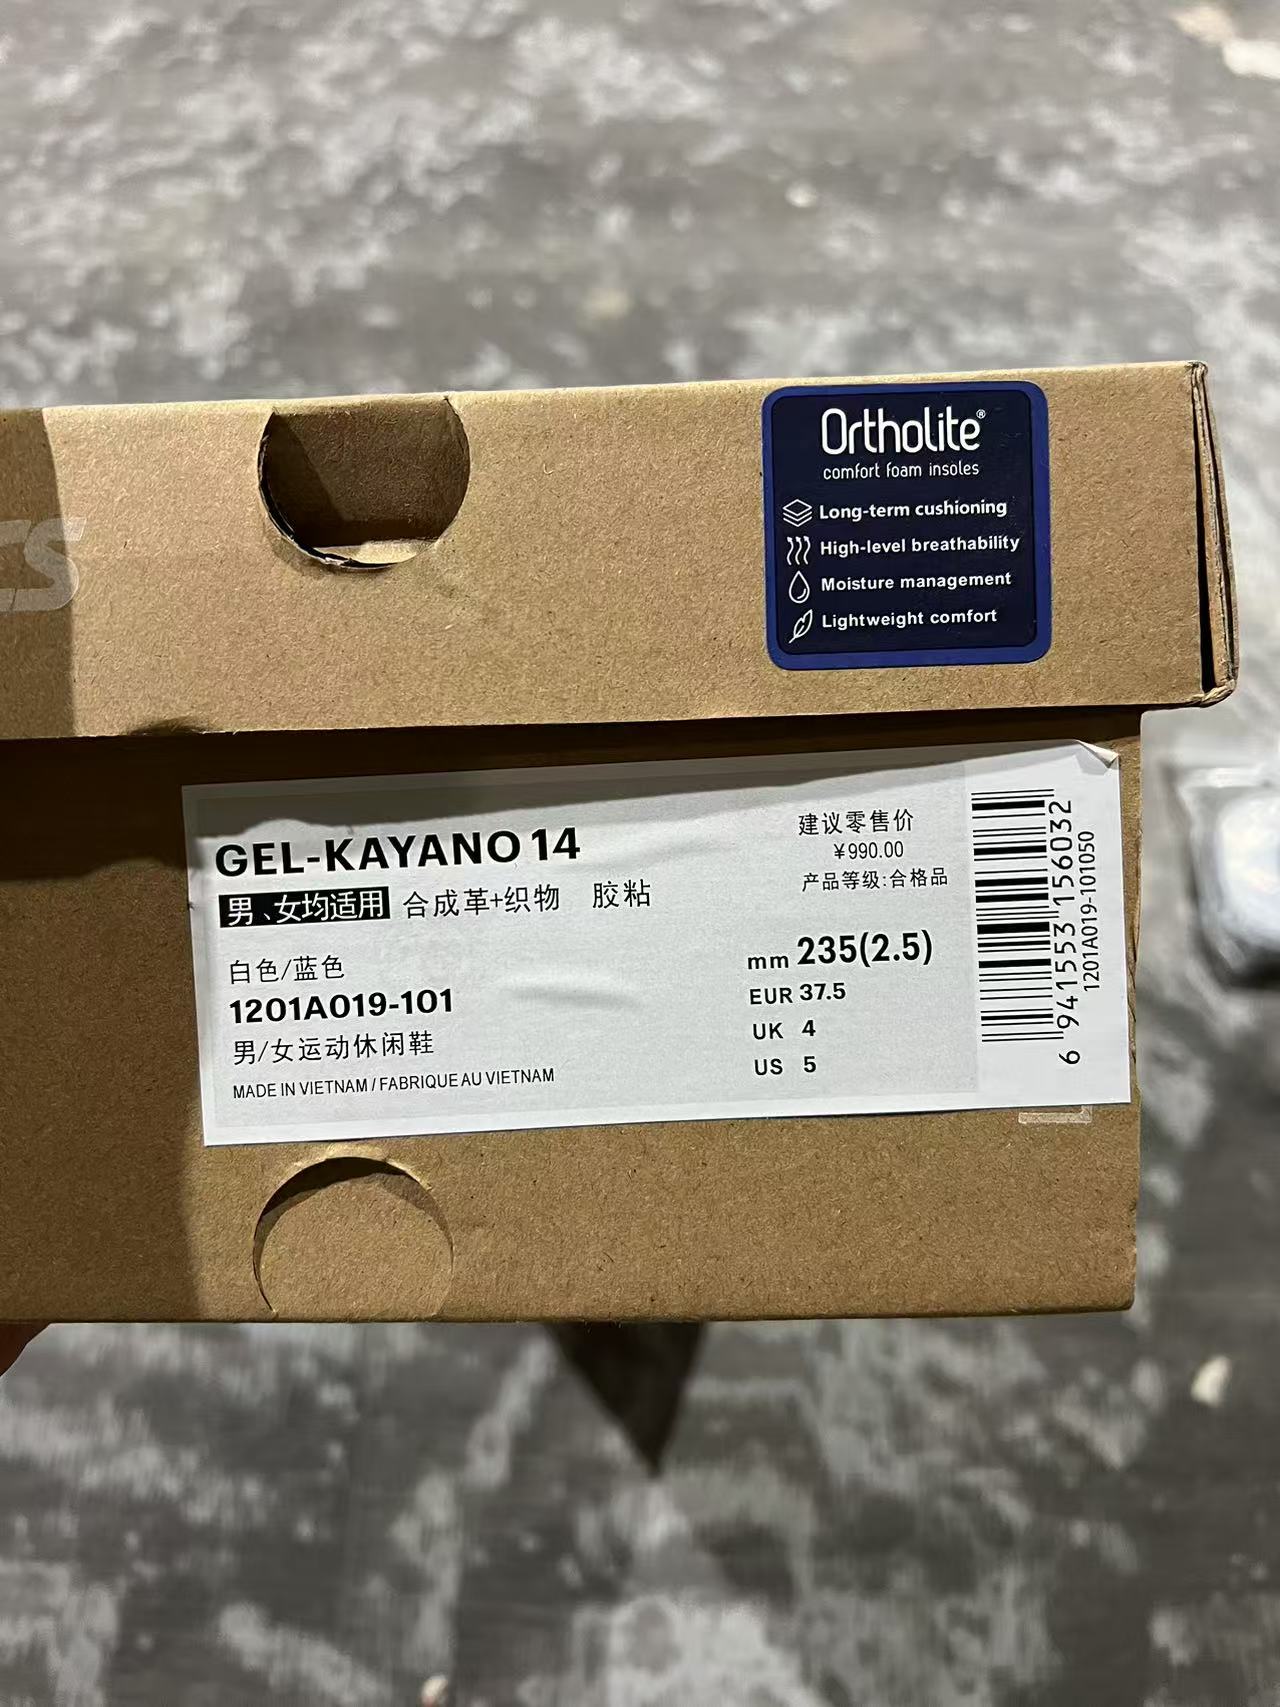 Ortholite®
comfort foam insoles
Long-term cushioning
High-level breathability
Moisture management
Lightweight comfort
GEL-KAYANO 14
男、女均适用 合成革+织物 胶粘
白色/蓝色
1201A019-101
男/女运动休闲鞋
MADE IN VIETNAM / FABRIQUE AU VIETNAM
建议零售价
¥990.00
产品等级:合格品
mm 235(2.5)
EUR 37.5
UK 4
US 5
6 941553 156032
1201A019-101050